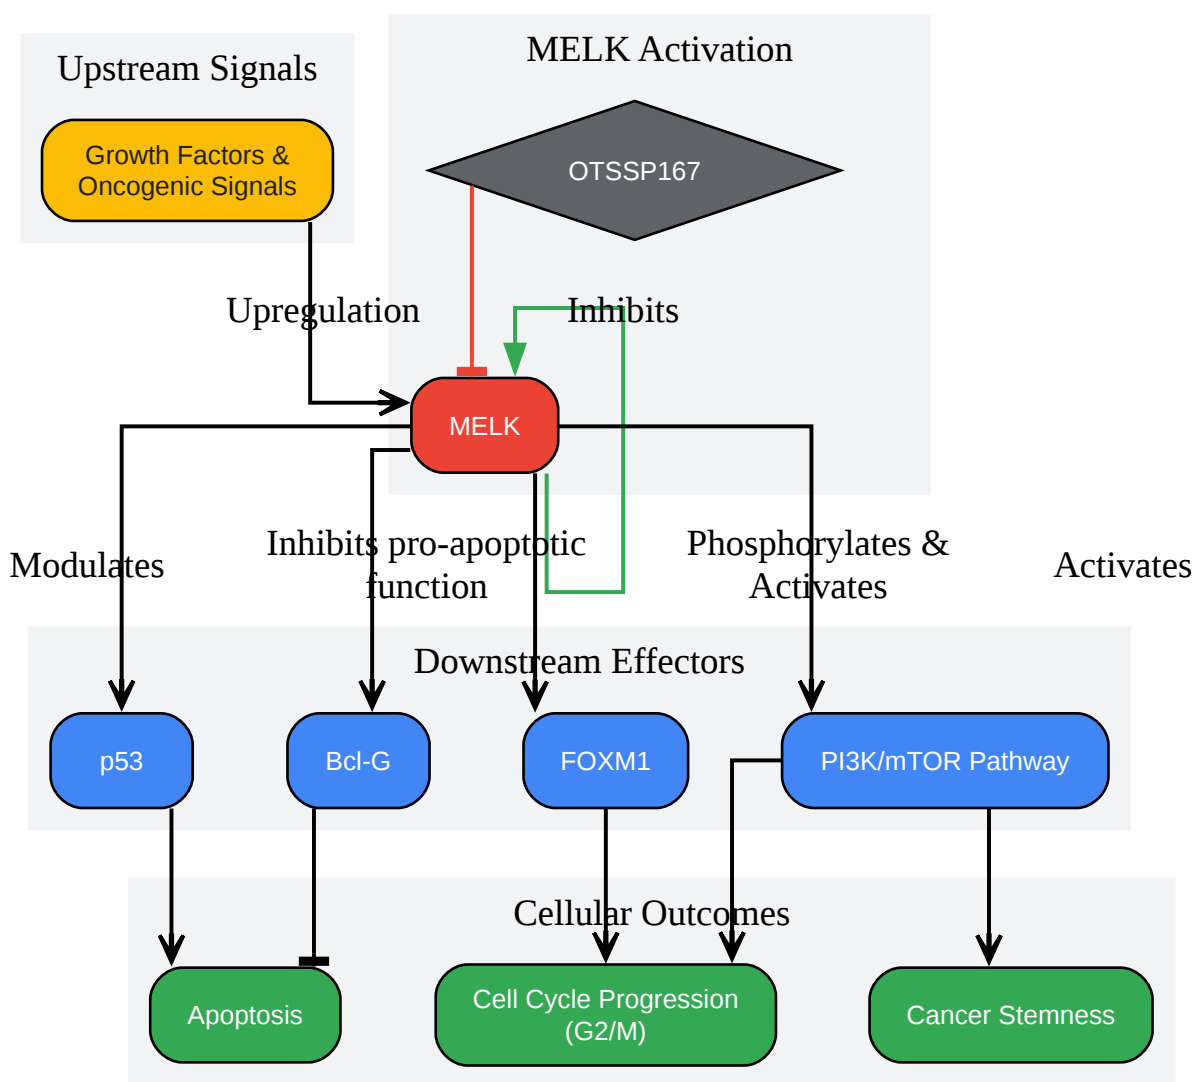 MELK Activation
Upstream Signals
Growth Factors &
Oncogenic Signals
OTSSP167
Upregulation
Inhibits
MELK
Modulates
Inhibits pro-apoptotic
function
Phosphorylates &
Activates
Activates
Downstream Effectors
p53
Bcl-G
FOXM1
PI3K/mTOR Pathway
Cellular Outcomes
Apoptosis
Cell Cycle Progression
(G2/M)
Cancer Stemness